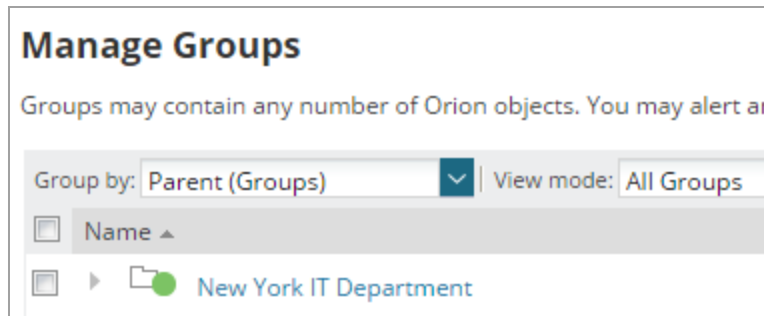 Manage Groups
Groups may contain any number of Orion objects. You may alert
Group by: Parent (Groups) View mode: All Groups
Name
New York IT Department